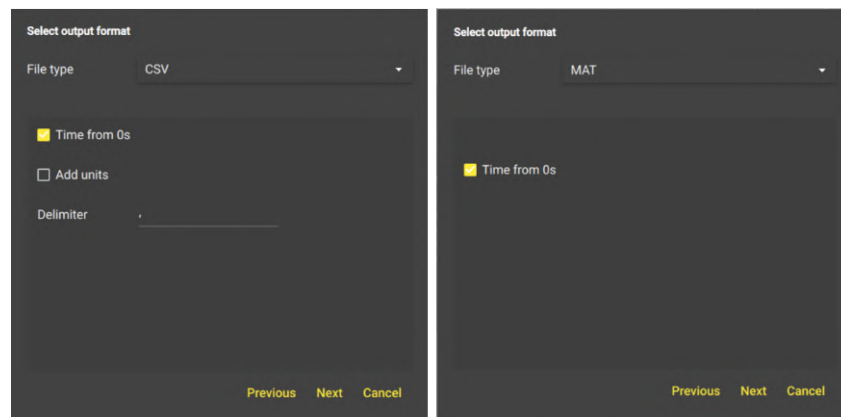 Select output format
File type CSV
Time from 0s
Add units
Delimiter ,
Previous Next Cancel
Select output format
File type MAT
Time from 0s
Previous Next Cancel